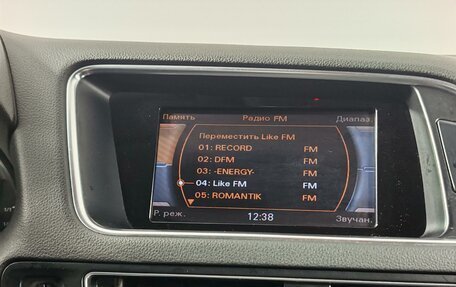 Память Радио FM Диапаз.
Переместить Like FM
01: RECORD FM
02: DFM FM
03: -ENERGY- FM
04: Like FM FM
05: ROMANTIK FM
Р. реж. 12:38 Звучан.